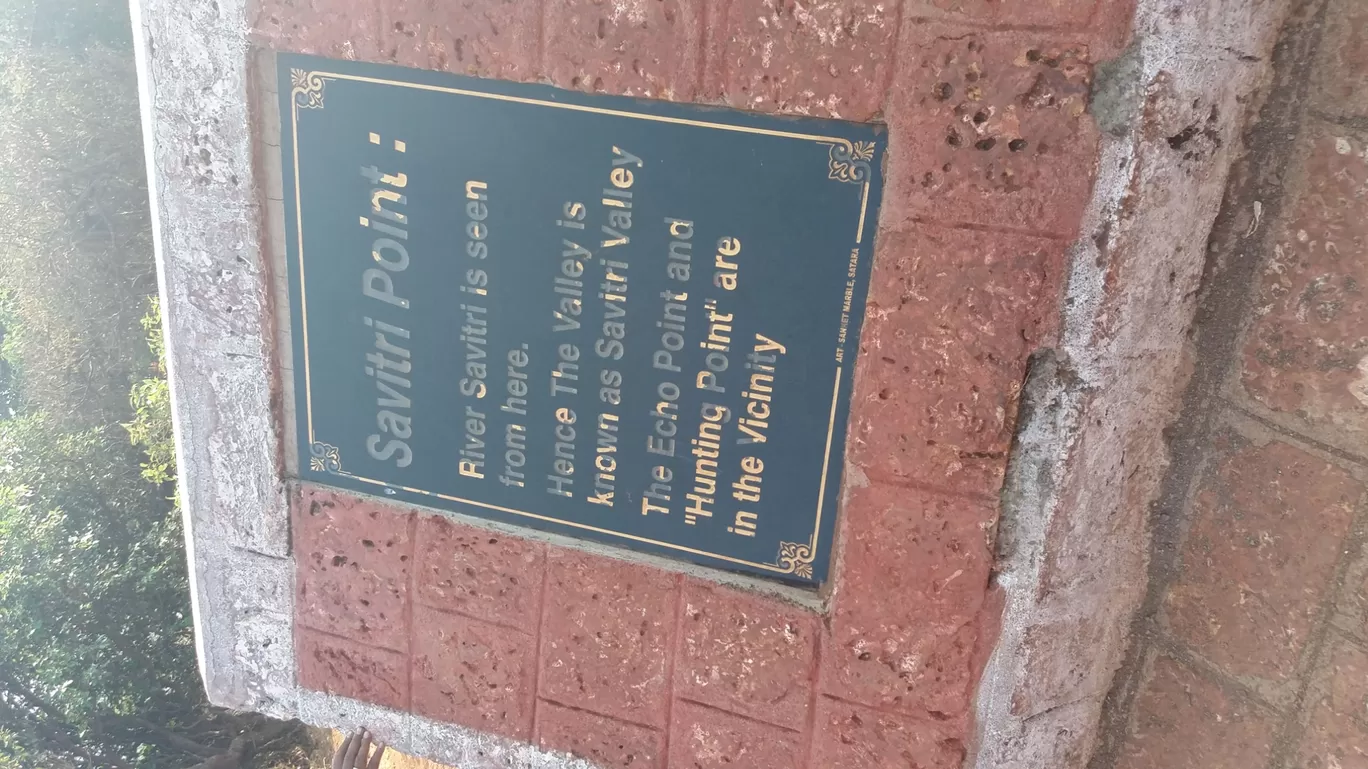 Savitri Point :
River Savitri is seen
from here.
Hence The Valley is
known as Savitri Valley
The Echo Point and
"Hunting Point" are
in the Vicinity
ART SANKET MARBLE, SATARA